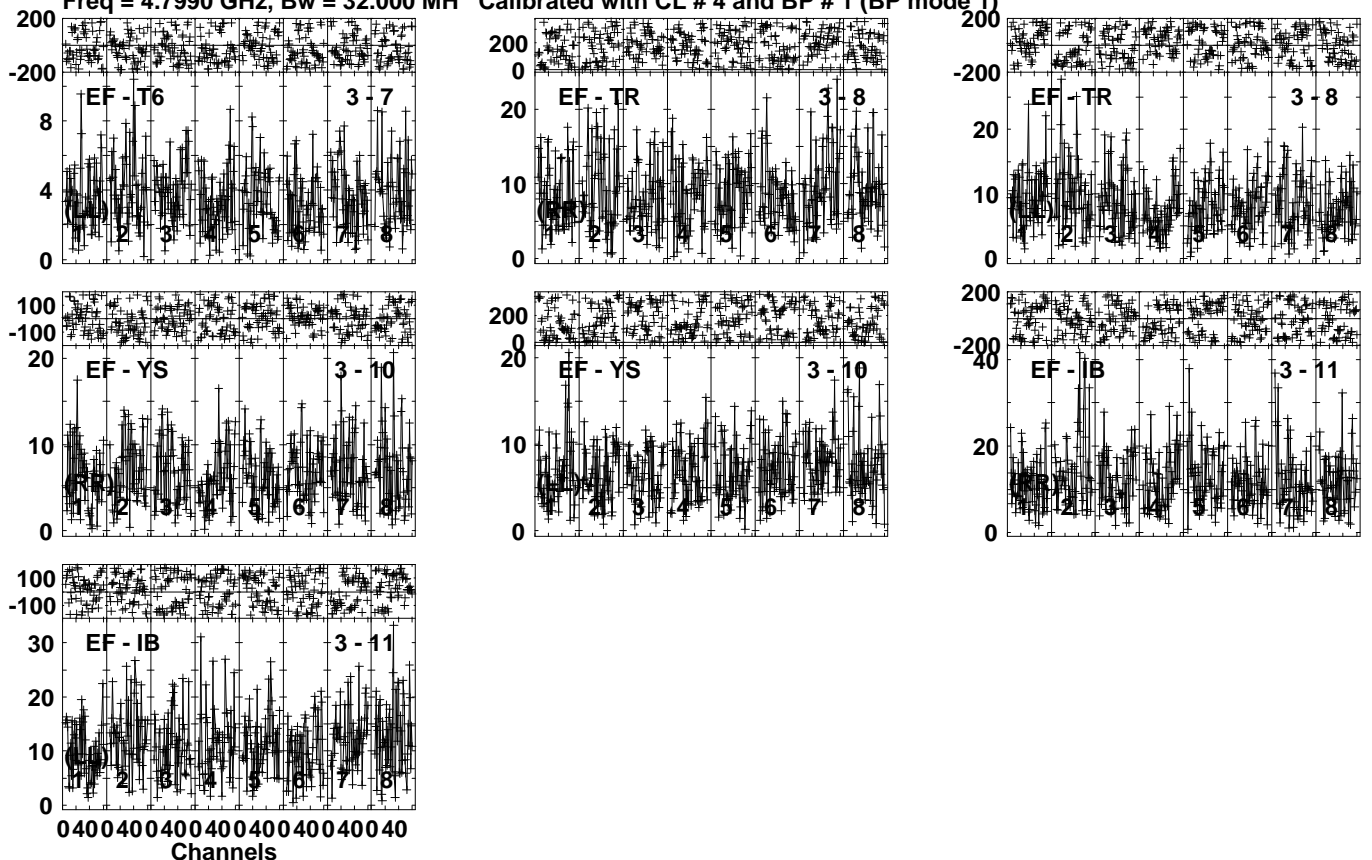 Freq = 4.7990 GHz, Bw = 32.000 MH Calibrated with CL # 4 and BP # 1 (BP mode 1)
200
-200
EF - T6 3 - 7
8
4
0
(LL)
1 2 3 4 5 6 7 8
200
0
EF - TR 3 - 8
20
10
0
(RR)
1 2 3 4 5 6 7 8
200
-200
EF - TR 3 - 8
20
10
0
(LL)
1 2 3 4 5 6 7 8
100
-100
20
EF - YS 3 - 10
10
0
(RR)
1 2 3 4 5 6 7 8
200
0
20
EF - YS 3 - 10
10
0
(LL)
1 2 3 4 5 6 7 8
200
-200
40
EF - IB 3 - 11
20
0
(RR)
1 2 3 4 5 6 7 8
100
-100
30
EF - IB 3 - 11
20
10
0
(LL)
1 2 3 4 5 6 7 8
0 40 0 40 0 40 0 40 0 40 0 40 0 40 0 40
Channels